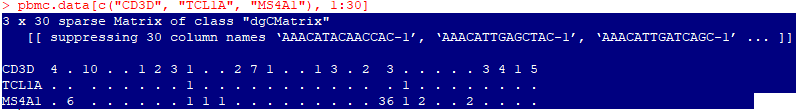 > pbmc.data[c("CD3D", "TCL1A", "MS4A1"), 1:30]
3 x 30 sparse Matrix of class "dgCMatrix"
[[ suppressing 30 column names ‘AAACATACAACCAC-1’, ‘AAACATTGAGCTAC-1’, ‘AAACATTGATCAGC-1’ ... ]]
CD3D 4 . 10 . . 1 2 3 1 . . 2 7 1 . . 1 3 . 2 3 . . . . . 3 4 1 5
TCL1A . . . . . . . . 1 . . . . . . . . . . . . 1 . . . . . . . .
MS4A1 . 6 . . . . . . 1 1 1 . . . . . . . . . 36 1 2 . . 2 . . . .